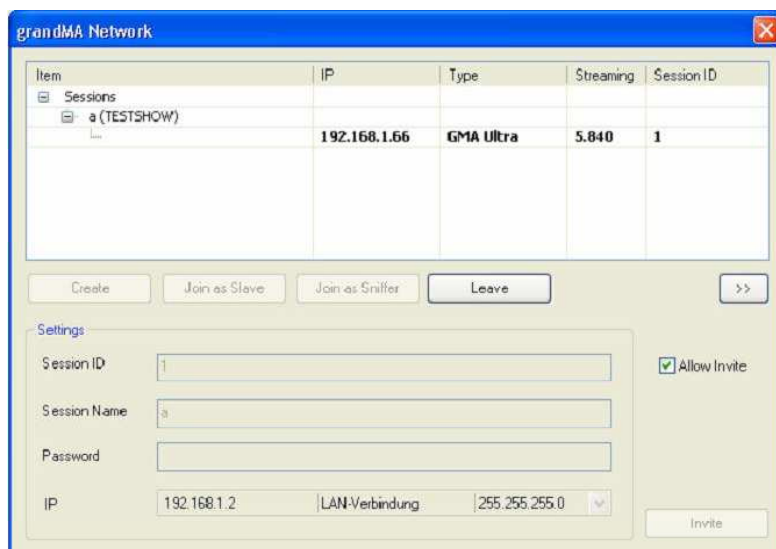 grandMA Network
Item IP Type Streaming Session ID
Sessions
a (TESTSHOW)
192.168.1.66 GMA Ultra 5.840 1
Create Join as Slave Join as Sniffer Leave >>
Settings
Session ID 1
Allow Invite
Session Name a
Password
IP 192.168.1.2 LAN-Verbindung 255.255.255.0
Invite